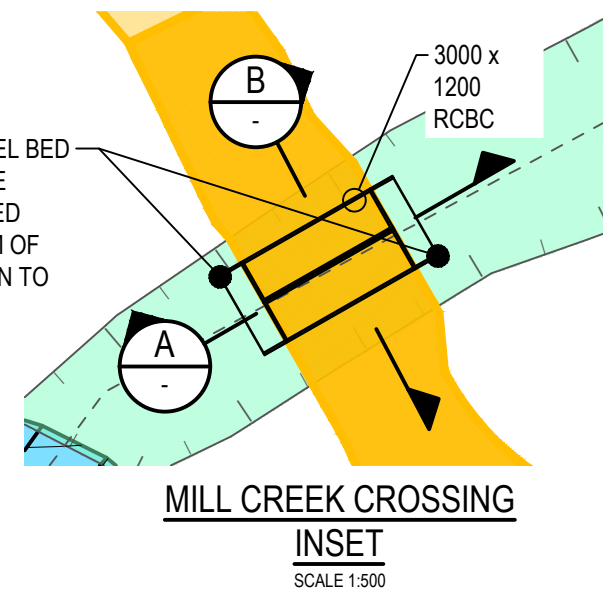 3000 x
1200
RCBC
B
-
EL BED
E
ED
M OF
N TO
A
-
MILL CREEK CROSSING
INSET
SCALE 1:500